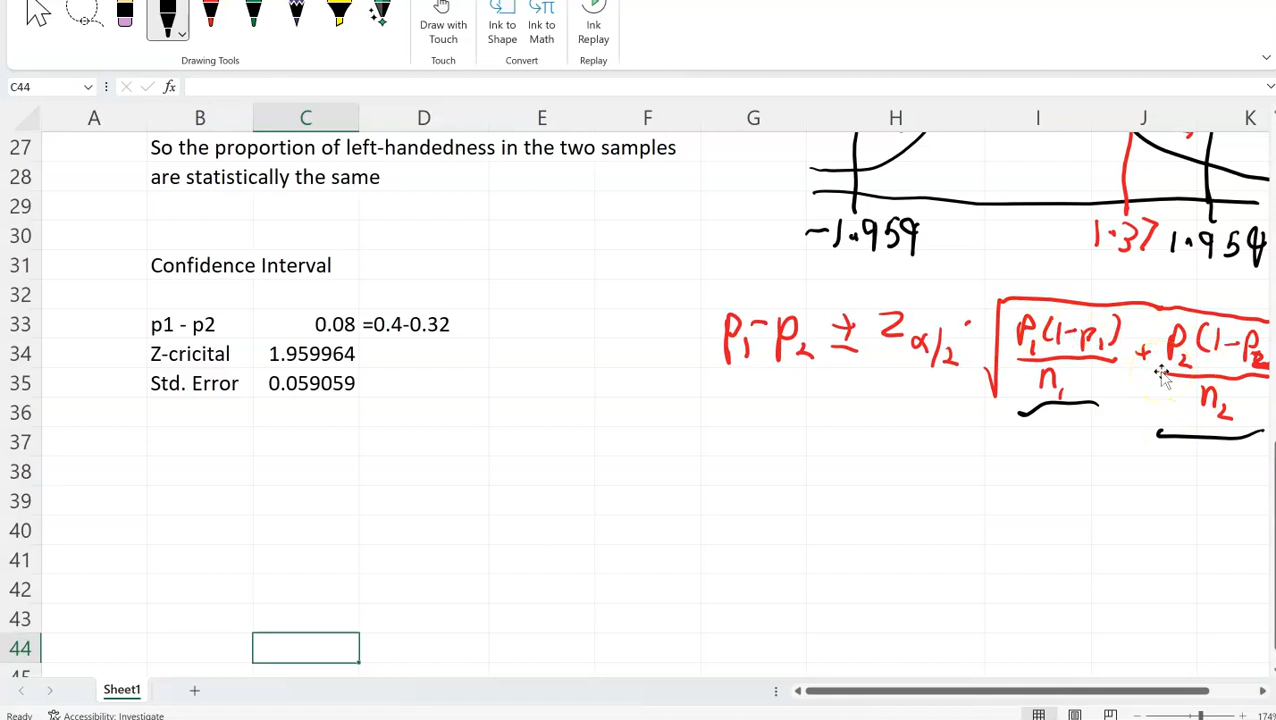 Draw with Touch
Ink to Shape
Ink to Math
Ink Replay
Drawing Tools
Touch
Convert
Replay
C44
fx
A B C D E F G H I J K
27 So the proportion of left-handedness in the two samples
28 are statistically the same
29
-1.959 1.37 1.959
30
31 Confidence Interval
32
33 p1 - p2 0.08 =0.4-0.32
34 Z-cricital 1.959964
35 Std. Error 0.059059
p₁-p₂ ± Zα/2 · √ p₁(1-p₁)/n₁ + p₂(1-p₂/n₂
36
37
38
39
40
41
42
43
44
45
Sheet1
Accessibility: Investigate
174